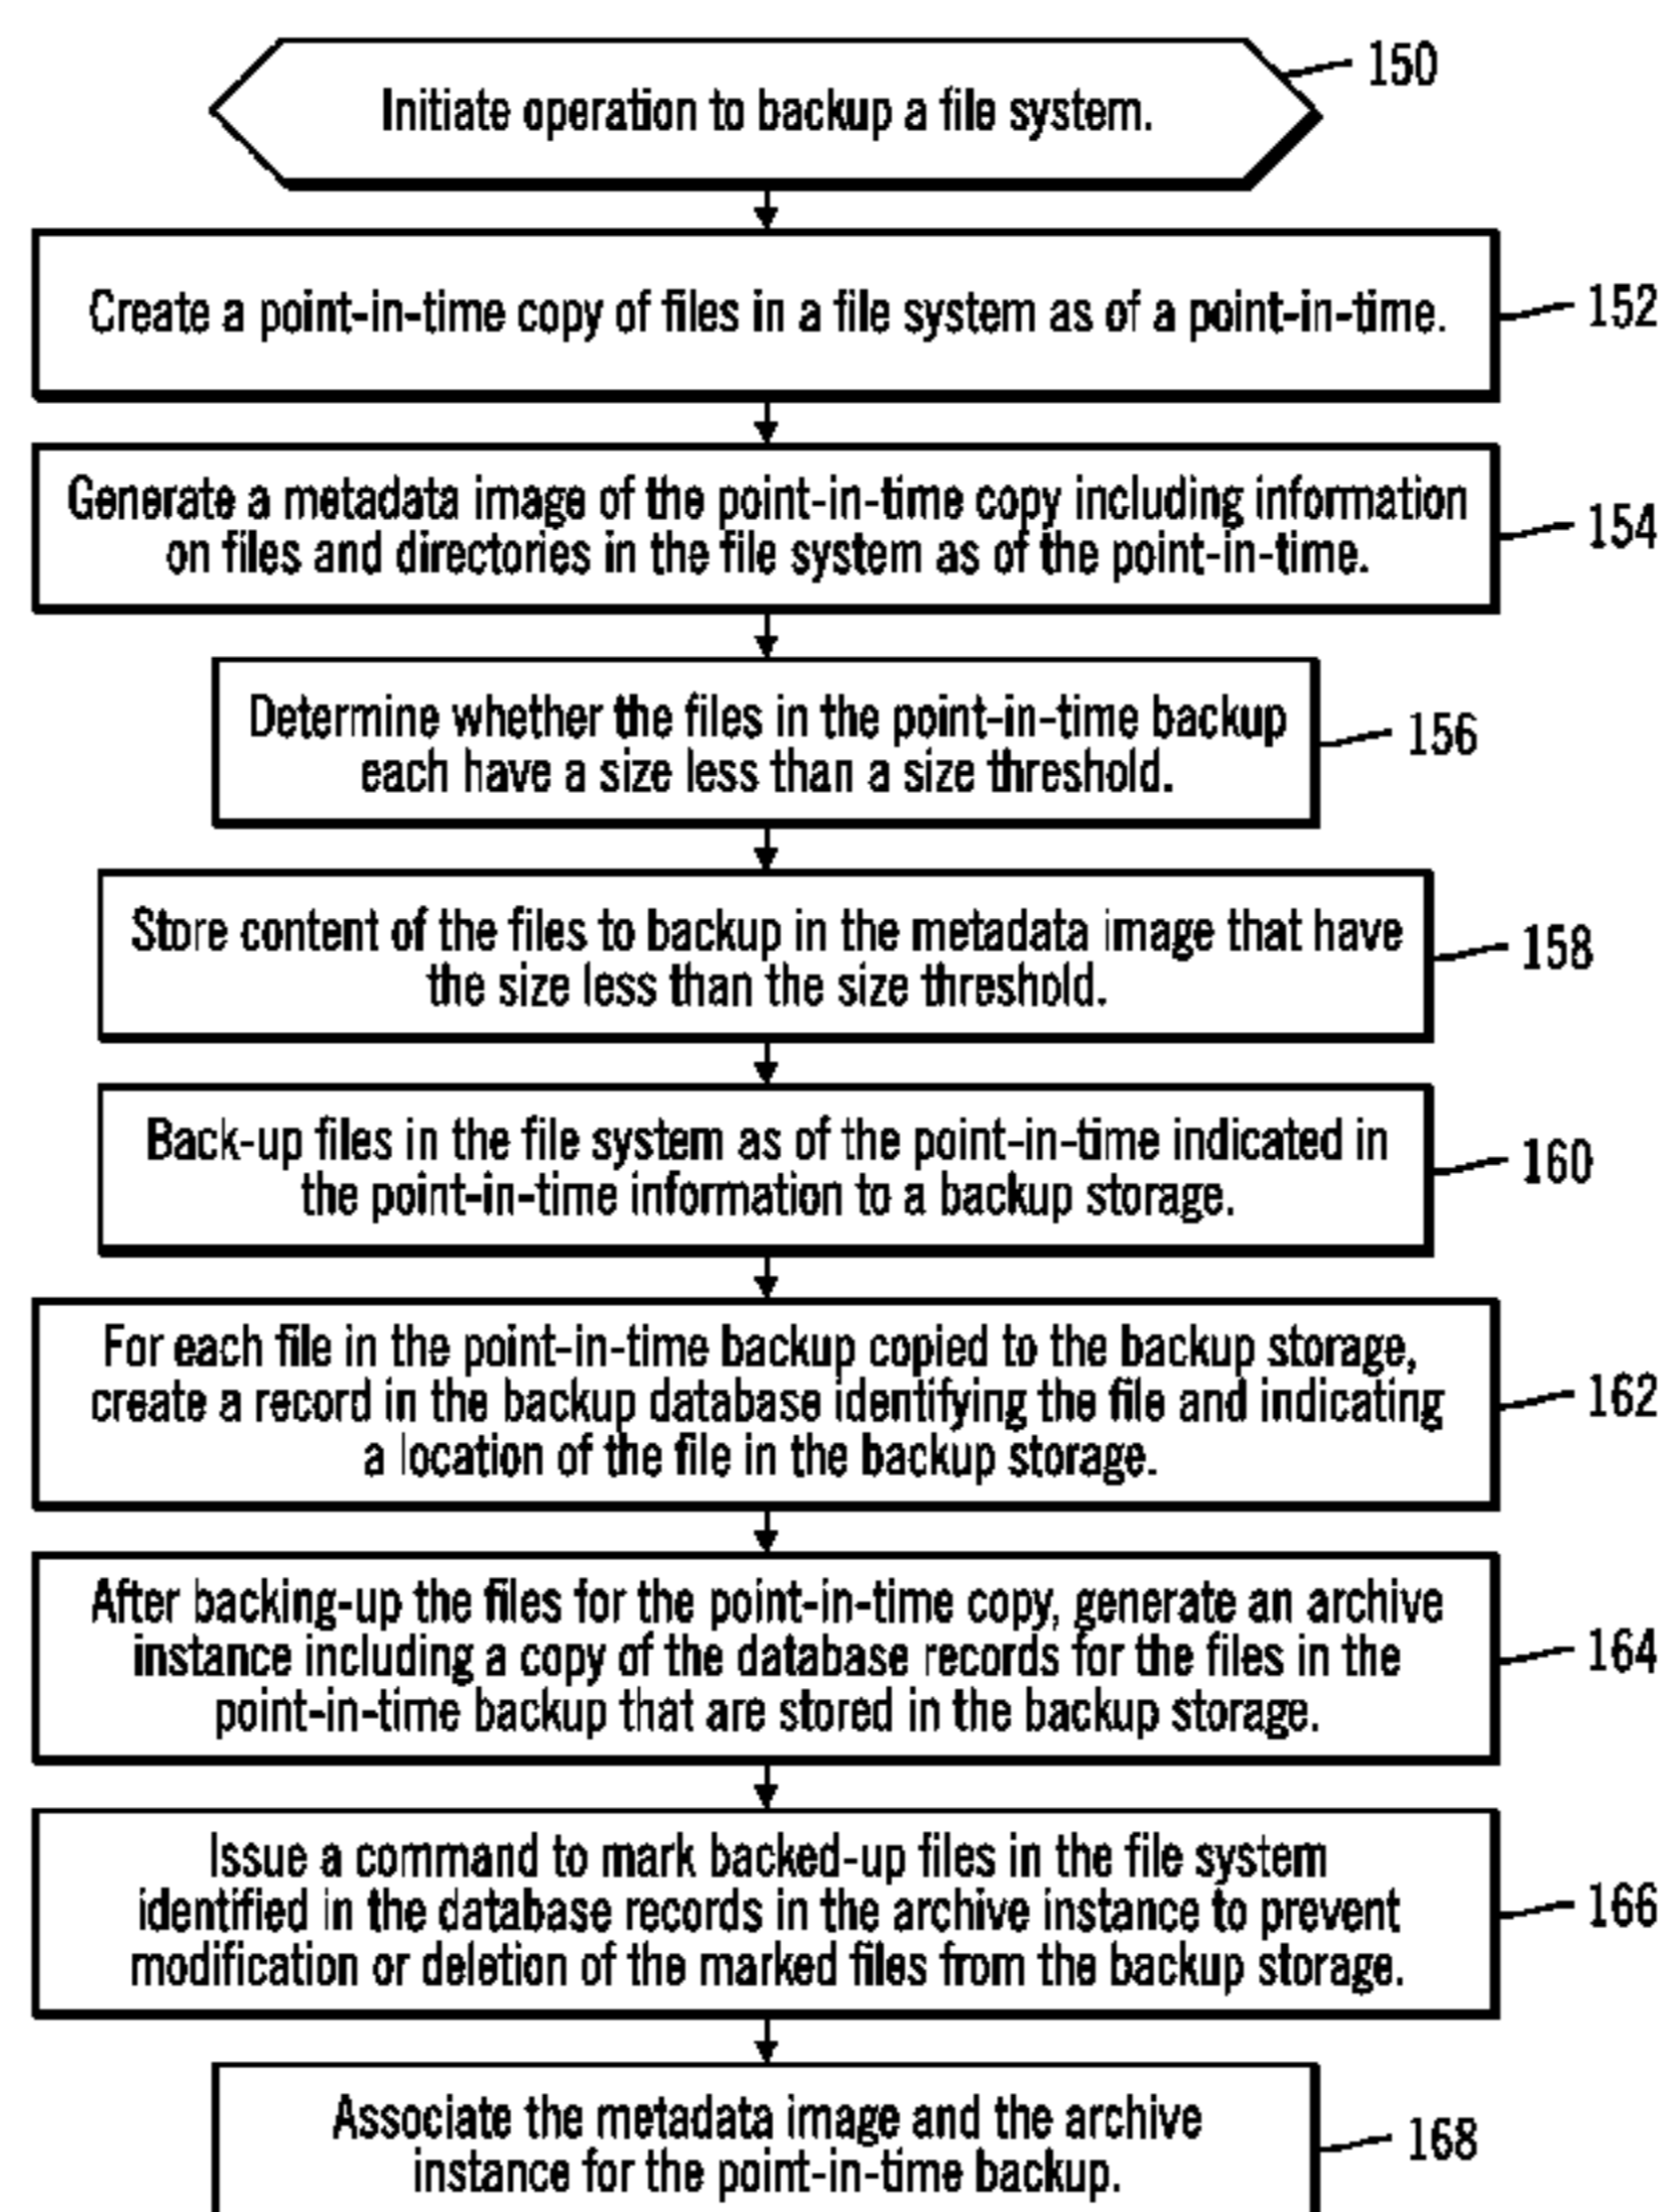 150
Initiate operation to backup a file system.
Create a point-in-time copy of files in a file system as of a point-in-time.
152
Generate a metadata image of the point-in-time copy including information
on files and directories in the file system as of the point-in-time.
154
Determine whether the files in the point-in-time backup
each have a size less than a size threshold.
156
Store content of the files to backup in the metadata image that have
the size less than the size threshold.
158
Back-up files in the file system as of the point-in-time indicated in
the point-in-time information to a backup storage.
160
For each file in the point-in-time backup copied to the backup storage,
create a record in the backup database identifying the file and indicating
a location of the file in the backup storage.
162
After backing-up the files for the point-in-time copy, generate an archive
instance including a copy of the database records for the files in the
point-in-time backup that are stored in the backup storage.
164
Issue a command to mark backed-up files in the file system
identified in the database records in the archive instance to prevent
modification or deletion of the marked files from the backup storage.
166
Associate the metadata image and the archive
instance for the point-in-time backup.
168